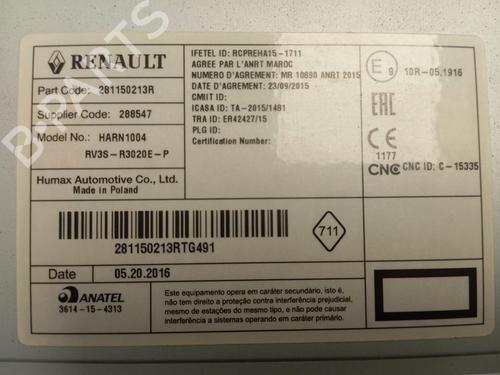 RENAULT
Part Code: 281150213R
Supplier Code: 288547
Model: HARN1004
RV3S-R3020E-P
Humax Automotive Co., Ltd.
Made in Poland
IFETEL ID: RCPREHA15-1711
AGREE PAR L'ANRT MAROC
NUMERO D'AGREMENT: MR 10690 ANRT 2015
DATE D'AGREMENT: 23/09/2015
CMIIT ID:
ICASA ID: TA-2015/1481
TRA ID: ER42427/15
PLG ID:
Certification:
E9 10R-05.1916
EAC
CE
1177
CNC CNC ID: C-15335
281150213RTG491
711
Date 05.20.2016
ANATEL
3614-15-4313
Este equipamento opera em caráter secundário, isto é,
não tem direito a proteção contra interferência prejudicial,
mesmo de estações do mesmo tipo, e não pode causar
interferência a sistemas operando em caráter primário.
B-PARTS